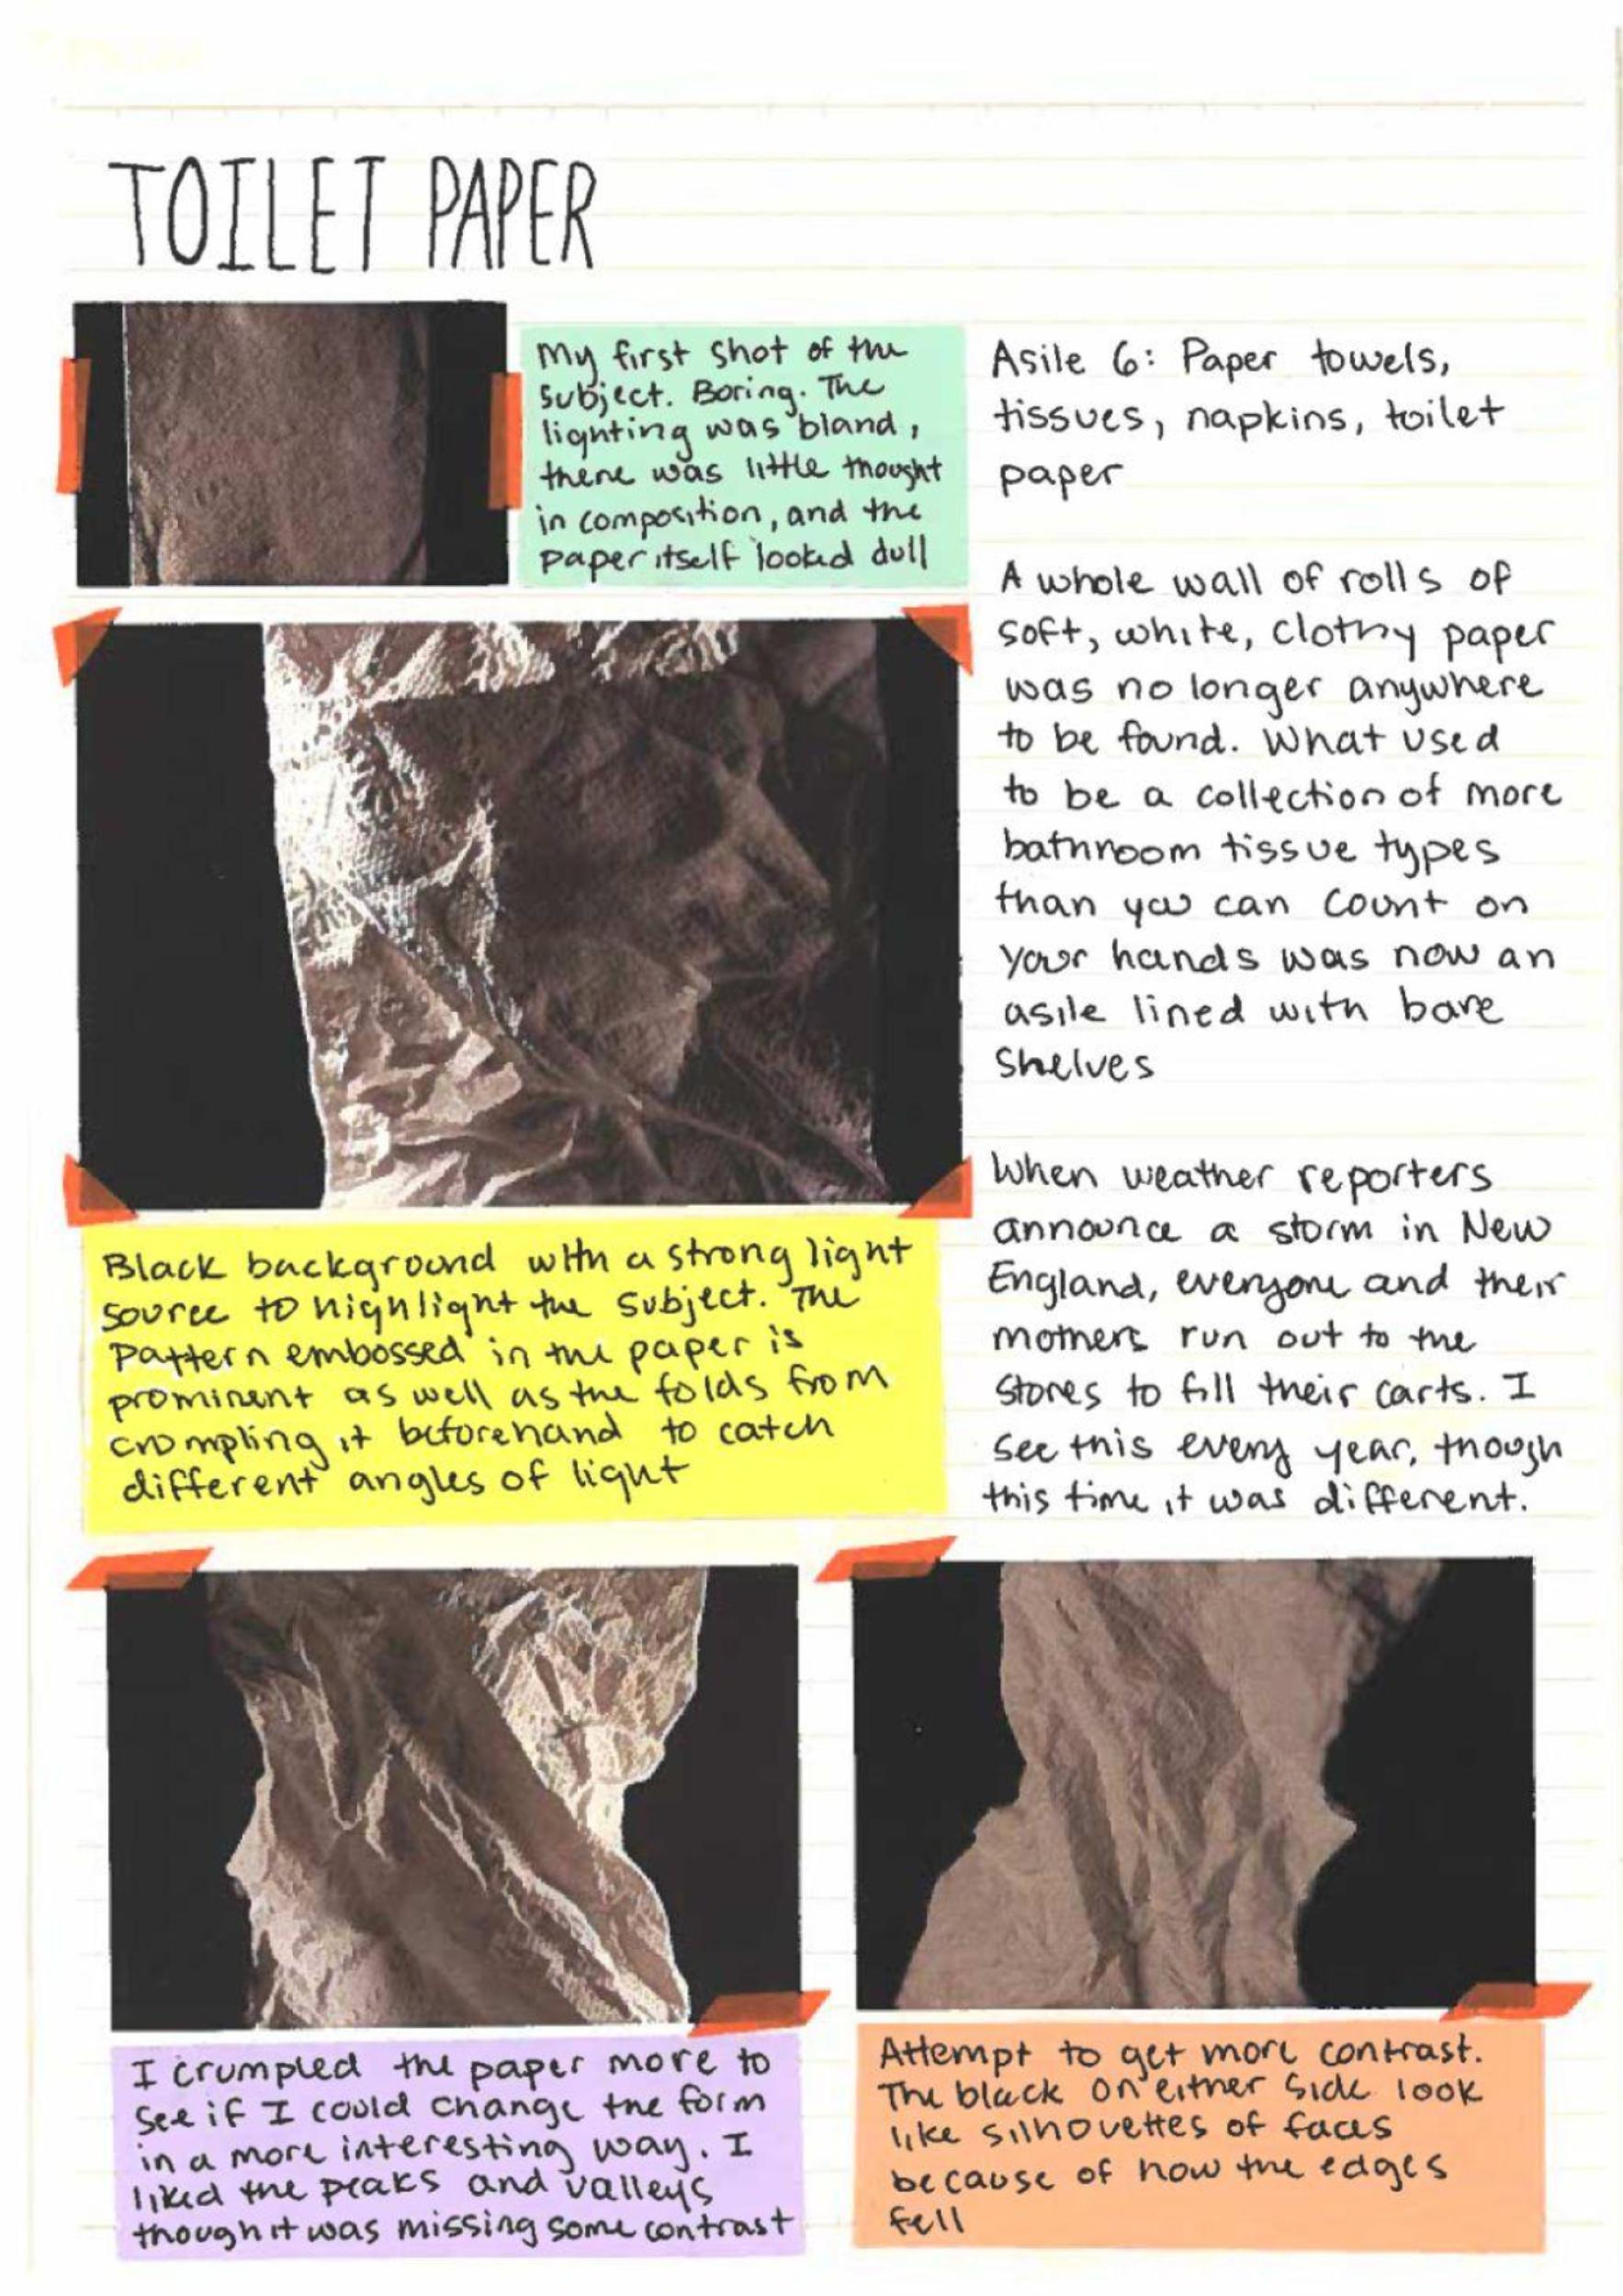 TOILET PAPER
My first shot of the
subject. Boring. The
lighting was bland,
there was little thought
in composition, and the
paper itself looked dull
Asile 6: Paper towels,
tissues, napkins, toilet
paper
A whole wall of rolls of
soft, white, clothy paper
was no longer anywhere
to be found. What used
to be a collection of more
bathroom tissue types
than you can count on
your hands was now an
asile lined with bare
shelves
When weather reporters
announce a storm in New
England, everyone and their
mothers run out to the
stores to fill their carts. I
see this every year, though
this time it was different.
Black background with a strong light
source to highlight the subject. The
pattern embossed in the paper is
prominent as well as the folds from
crumpling it beforehand to catch
different angles of light
I crumpled the paper more to
see if I could change the form
in a more interesting way. I
liked the peaks and valleys
though it was missing some contrast
Attempt to get more contrast.
The black on either side look
like silhouettes of faces
because of how the edges
fell